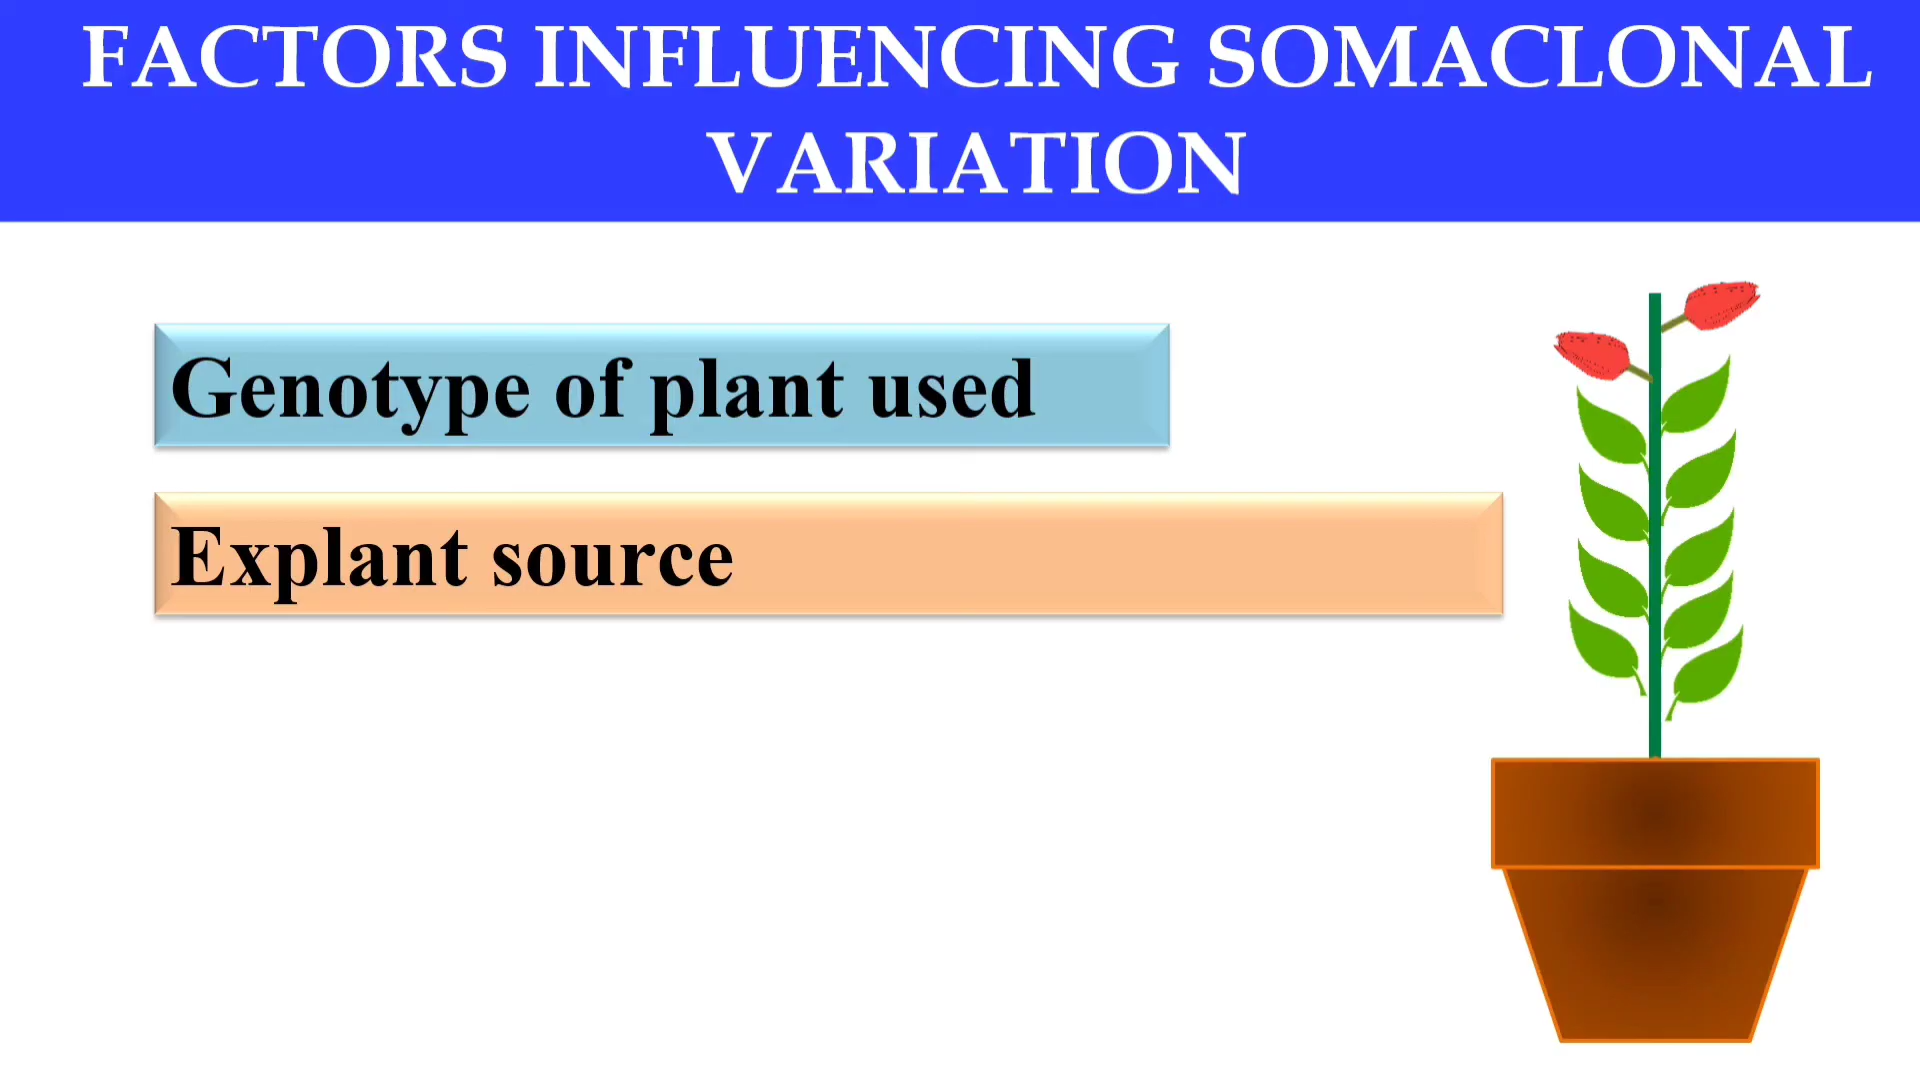 FACTORS INFLUENCING SOMACLONAL
VARIATION
Genotype of plant used
Explant source